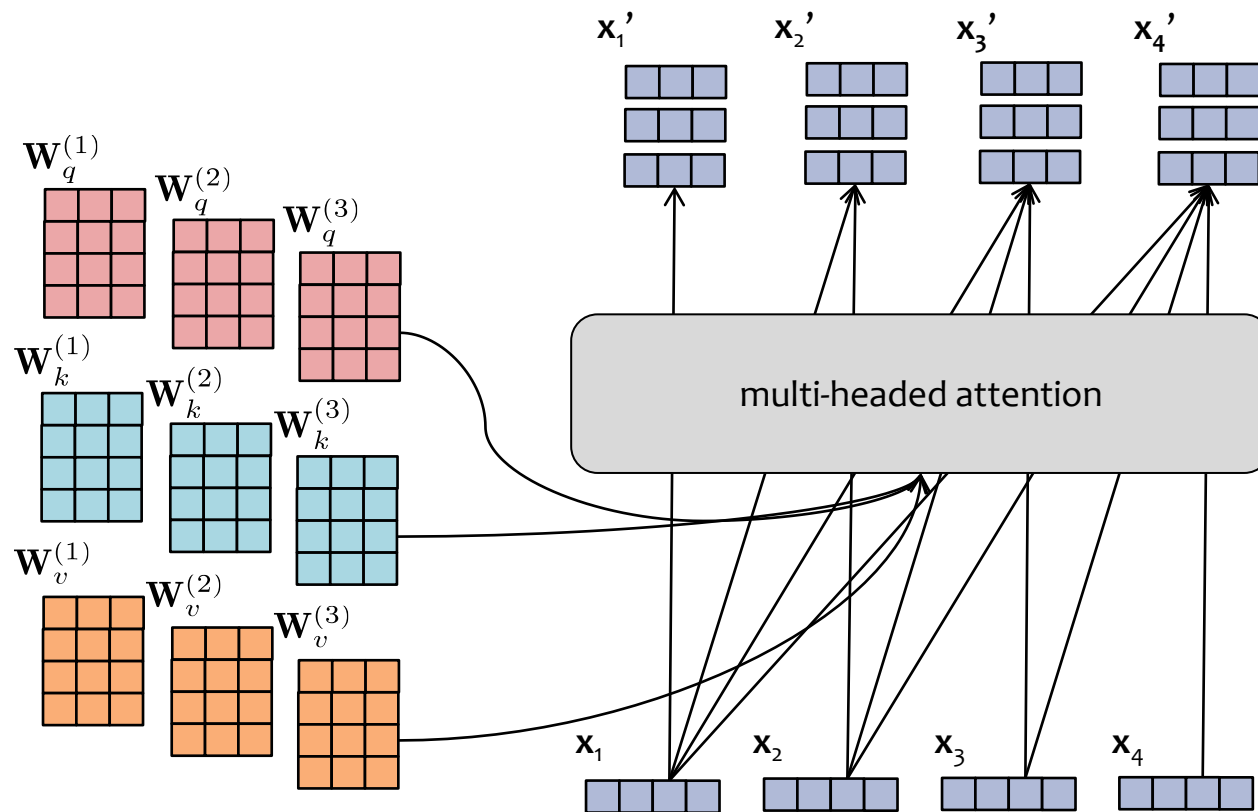 x₁’ x₂’ x₃’ x₄’
W_q^{(1)} W_q^{(2)} W_q^{(3)}
W_k^{(1)} W_k^{(2)} W_k^{(3)}
multi-headed attention
W_v^{(1)} W_v^{(2)} W_v^{(3)}
x₁ x₂ x₃ x₄